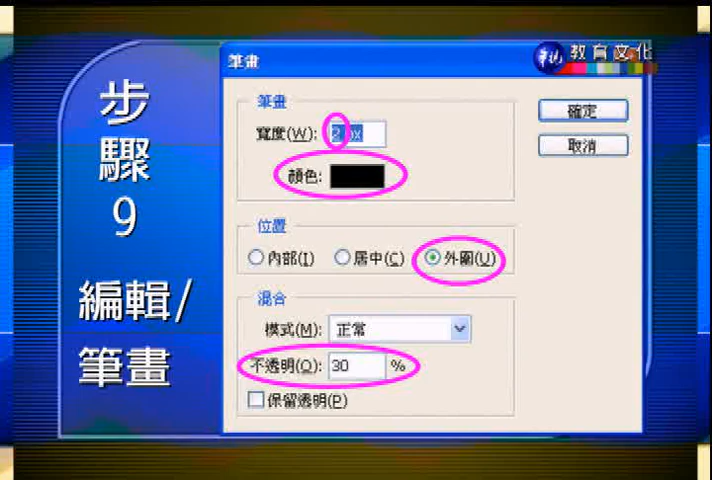 步
驟
9
編輯/
筆畫
筆畫
教育文化
筆畫
寬度(W): 2 px
顏色:
確定
取消
位置
內部(I) 居中(C) 外圍(U)
混合
模式(M): 正常
不透明(O): 30 %
保留透明(P)